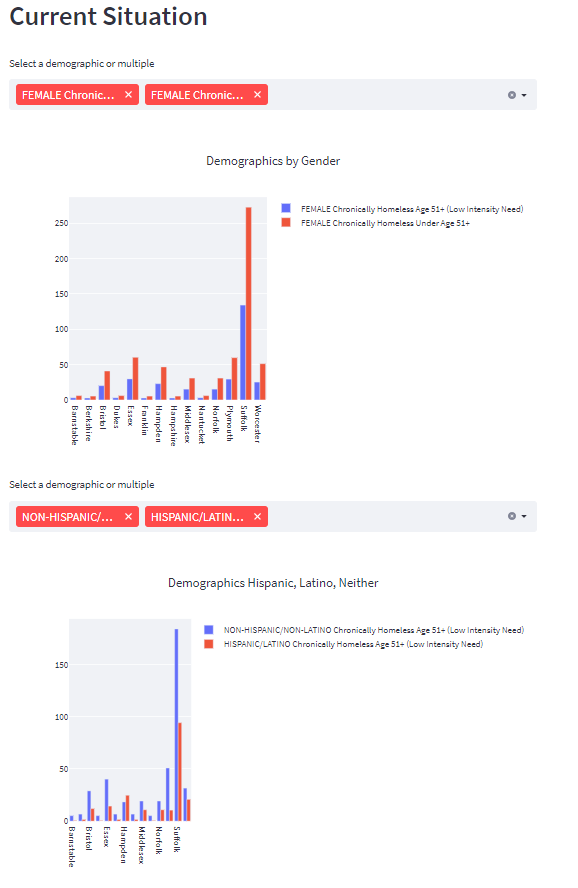 Current Situation
Select a demographic or multiple
FEMALE Chronic... × FEMALE Chronic... ×
Demographics by Gender
FEMALE Chronically Homeless Age 51+ (Low Intensity Need)
FEMALE Chronically Homeless Under Age 51+
250
200
150
100
50
0
Barnstable
Berkshire
Bristol
Dukes
Essex
Franklin
Hampden
Hampshire
Middlesex
Nantucket
Norfolk
Plymouth
Suffolk
Worcester
Select a demographic or multiple
NON-HISPANIC/... × HISPANIC/LATIN... ×
Demographics Hispanic, Latino, Neither
NON-HISPANIC/NON-LATINO Chronically Homeless Age 51+ (Low Intensity Need)
HISPANIC/LATINO Chronically Homeless Age 51+ (Low Intensity Need)
150
100
50
0
Barnstable
Bristol
Essex
Hampden
Middlesex
Norfolk
Suffolk